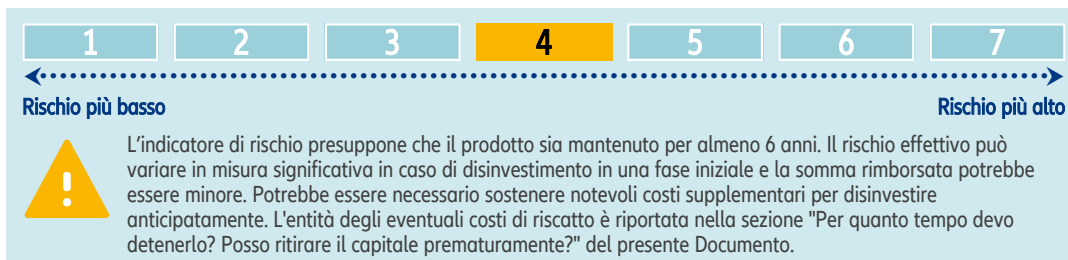 1 2 3 4 5 6 7
Rischio più basso Rischio più alto
L’indicatore di rischio presuppone che il prodotto sia mantenuto per almeno 6 anni. Il rischio effettivo può
variare in misura significativa in caso di disinvestimento in una fase iniziale e la somma rimborsata potrebbe
essere minore. Potrebbe essere necessario sostenere notevoli costi supplementari per disinvestire
anticipatamente. L'entità degli eventuali costi di riscatto è riportata nella sezione "Per quanto tempo devo
detenerlo? Posso ritirare il capitale prematuramente?" del presente Documento.